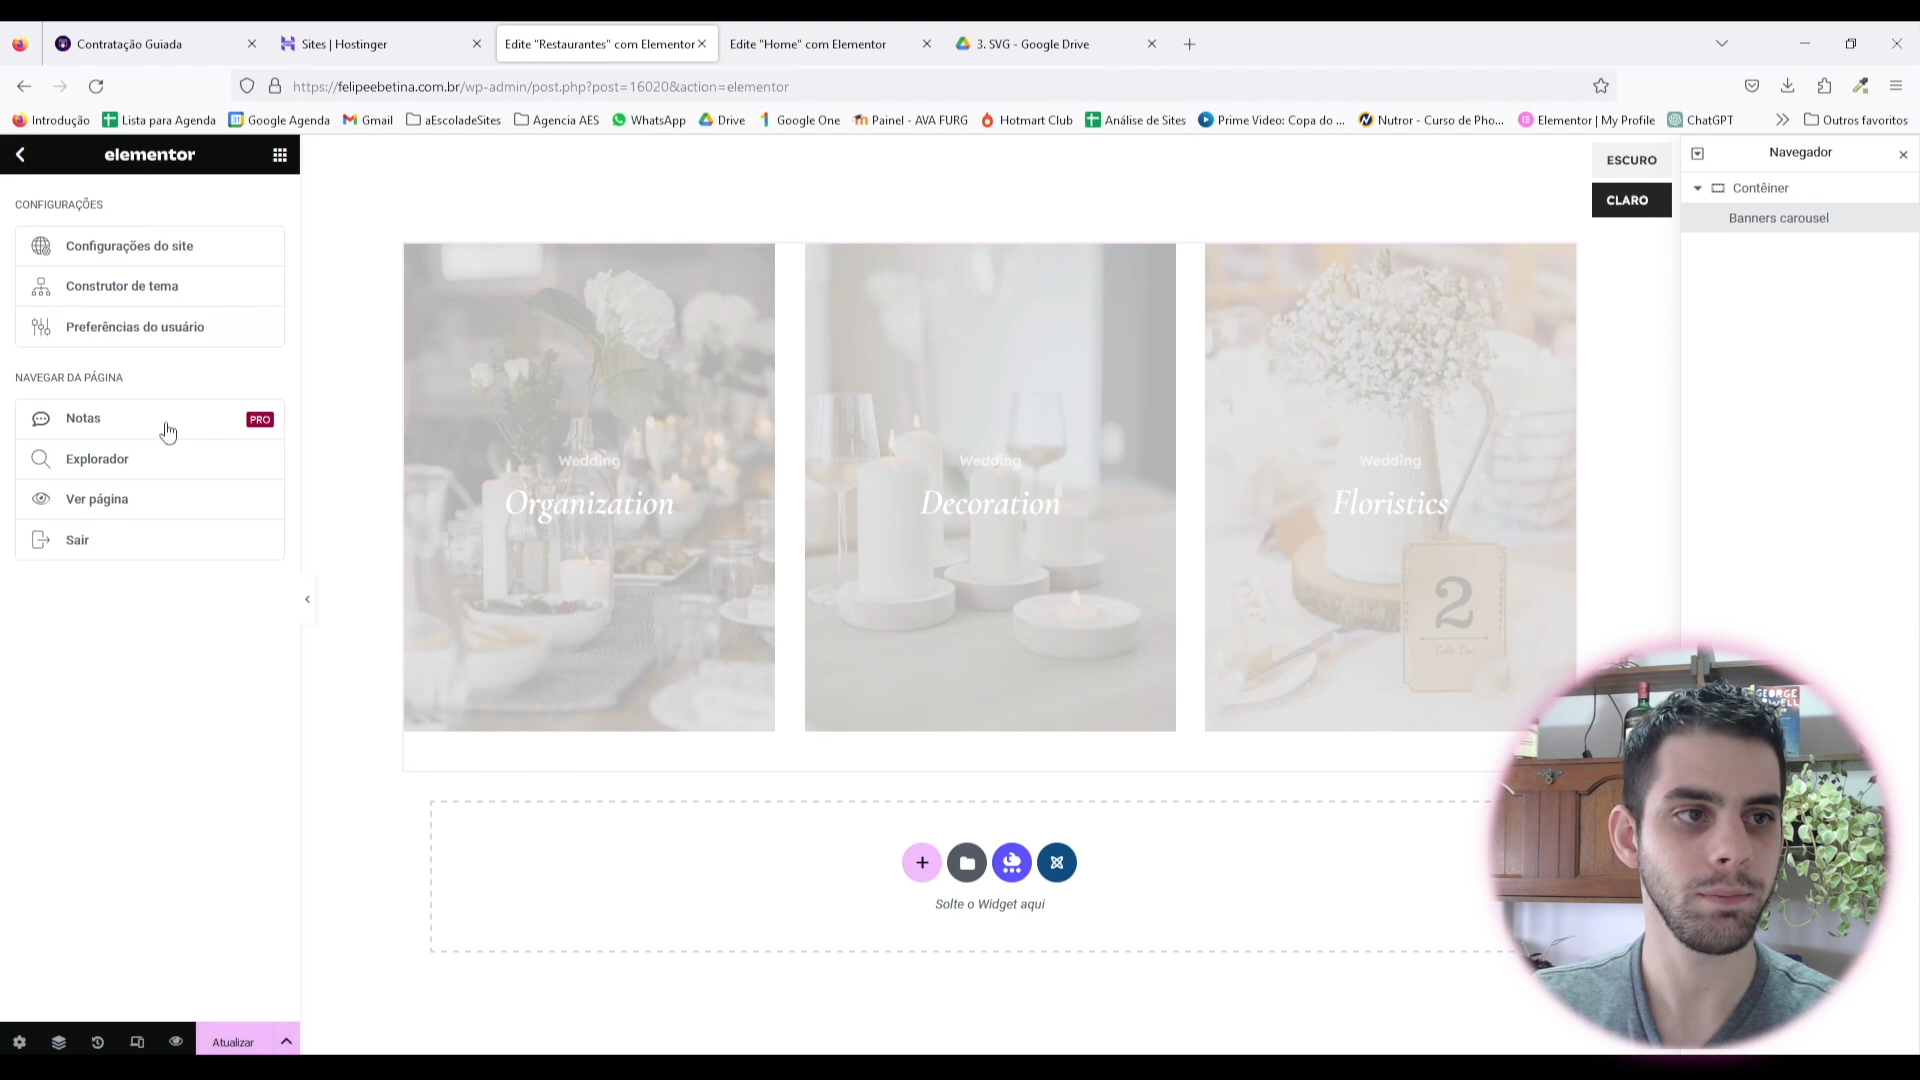 Contratação Guiada
Sites | Hostinger
Edite "Restaurantes" com Elementor
Edite "Home" com Elementor
3. SVG - Google Drive
https://felipeebetina.com.br/wp-admin/post.php?post=16020&action=elementor
Introdução
Lista para Agenda
Google Agenda
Gmail
aEscoladeSites
Agencia AES
WhatsApp
Drive
Google One
Painel - AVA FURG
Hotmart Club
Análise de Sites
Prime Video: Copa do ...
Nutror - Curso de Pho...
Elementor | My Profile
ChatGPT
Outros favoritos
elementor
CONFIGURAÇÕES
Configurações do site
Construtor de tema
Preferências do usuário
NAVEGAR DA PÁGINA
Notas
PRO
Explorador
Ver página
Sair
Atualizar
ESCURO
CLARO
Wedding
Organization
Wedding
Decoration
Wedding
Floristics
2
Solte o Widget aqui
Navegador
Contêiner
Banners carousel
GEORGE